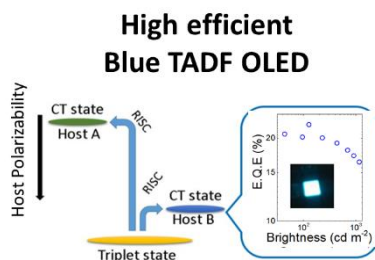 High efficient
Blue TADF OLED
Host Polarizability
CT state
Host A
RISC
RISC
CT state
Host B
Triplet state
E.Q.E (%)
20
15
10
10²
10³
Brightness (cd m⁻²)